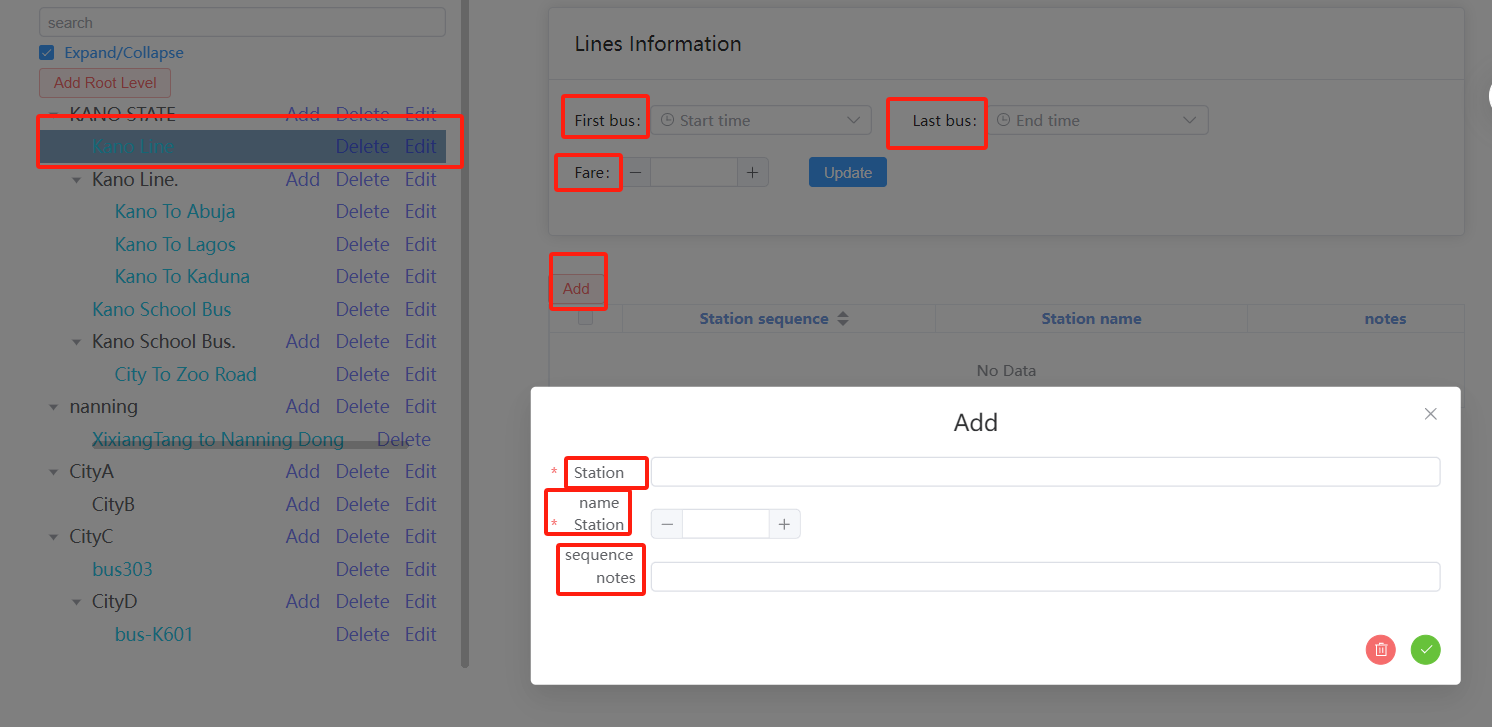 search
Expand/Collapse
Add Root Level
KANO STATE Add Delete Edit
Kano Line Delete Edit
Kano Line. Add Delete Edit
Kano To Abuja Delete Edit
Kano To Lagos Delete Edit
Kano To Kaduna Delete Edit
Kano School Bus Delete Edit
Kano School Bus. Add Delete Edit
City To Zoo Road Delete Edit
nanning Add Delete Edit
XixiangTang to Nanning Dong Delete
CityA Add Delete Edit
CityB Add Delete Edit
CityC Add Delete Edit
bus303 Delete Edit
CityD Add Delete Edit
bus-K601 Delete Edit
Lines Information
First bus: Start time Last bus: End time
Fare: Update
Add
Station sequence Station name notes
No Data
Add
* Station
name
* Station
sequence
notes